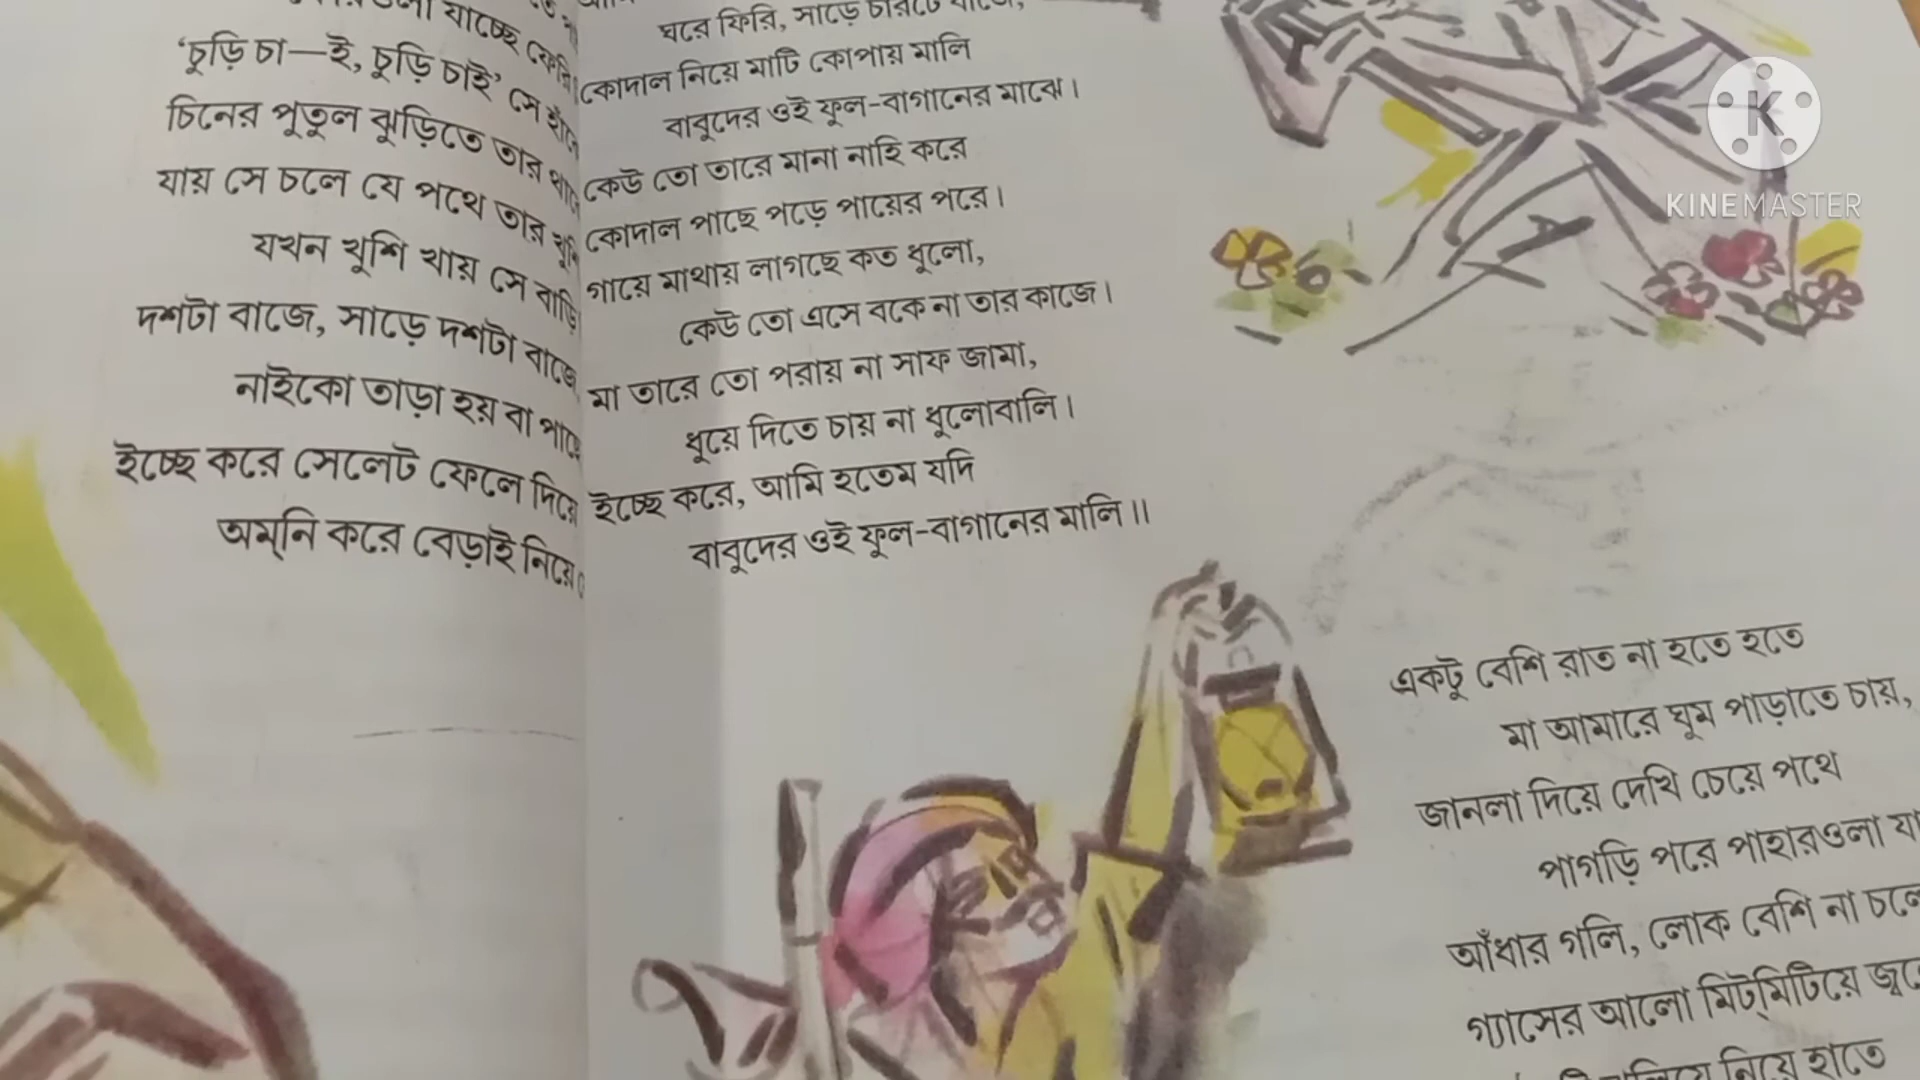 যাচ্ছে
‘চুড়ি চা—ই, চুড়ি চাই’ সে
চিনের পুতুল ঝুড়িতে তার
যায় সে চলে যে পথে তার
যখন খুশি খায় সে বাড়ি
দশটা বাজে, সাড়ে দশটা বাজে
নাইকো তাড়া হয় বা
ইচ্ছে করে সেলেট ফেলে দিয়ে
অম্‌নি করে বেড়াই নিয়ে
ঘরে ফিরি, সাড়ে চারটে
কোদাল নিয়ে মাটি কোপায় মালি
বাবুদের ওই ফুল-বাগানের মাঝে।
কেউ তো তারে মানা নাহি করে
কোদাল পাছে পড়ে পায়ের পরে।
গায়ে মাথায় লাগছে কত ধুলো,
কেউ তো এসে বকে না তার কাজে।
মা তারে তো পরায় না সাফ জামা,
ধুয়ে দিতে চায় না ধুলোবালি।
ইচ্ছে করে, আমি হতেম যদি
বাবুদের ওই ফুল-বাগানের মালি॥
একটু বেশি রাত না হতে হতে
মা আমারে ঘুম পাড়াতে চায়,
জানলা দিয়ে দেখি চেয়ে পথে
পাগড়ি পরে পাহারওলা
আঁধার গলি, লোক বেশি না চলে
গ্যাসের আলো মিট্‌মিটিয়ে
নিয়ে হাতে
K
KINEMASTER